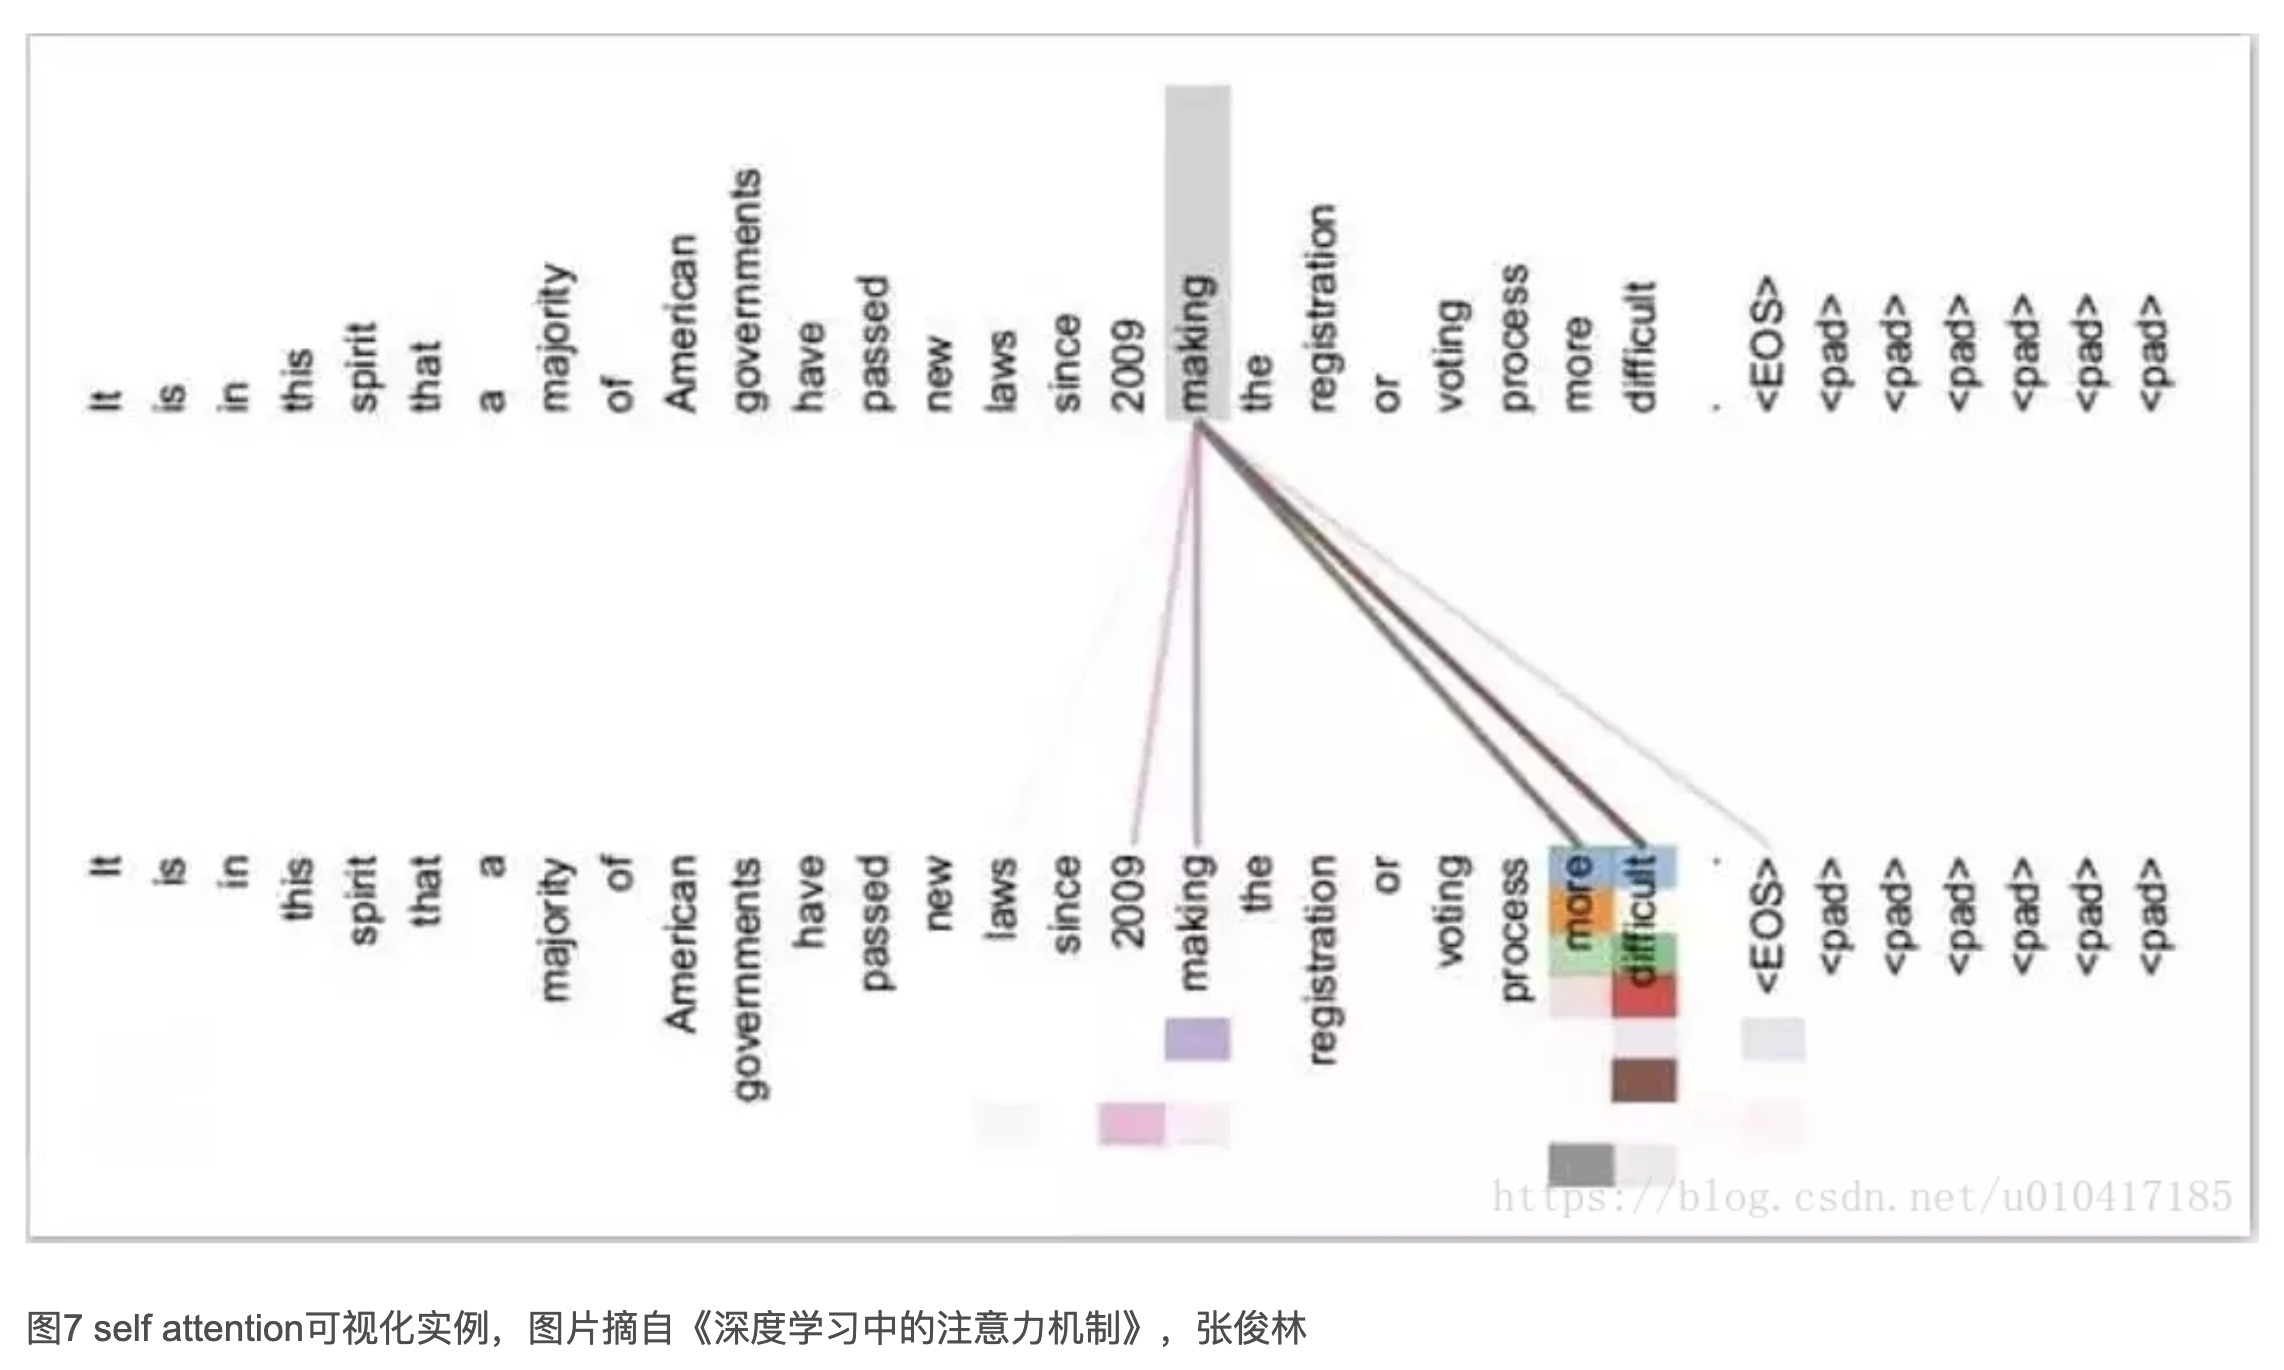 It is in this spirit that a majority of American governments have passed new laws since 2009 making the registration or voting process more difficult . <EOS> <pad> <pad> <pad> <pad> <pad> <pad>
It is in this spirit that a majority of American governments have passed new laws since 2009 making the registration or voting process more difficult . <EOS> <pad> <pad> <pad> <pad> <pad> <pad>
https://blog.csdn.net/u010417185
图7 self attention可视化实例，图片摘自《深度学习中的注意力机制》，张俊林